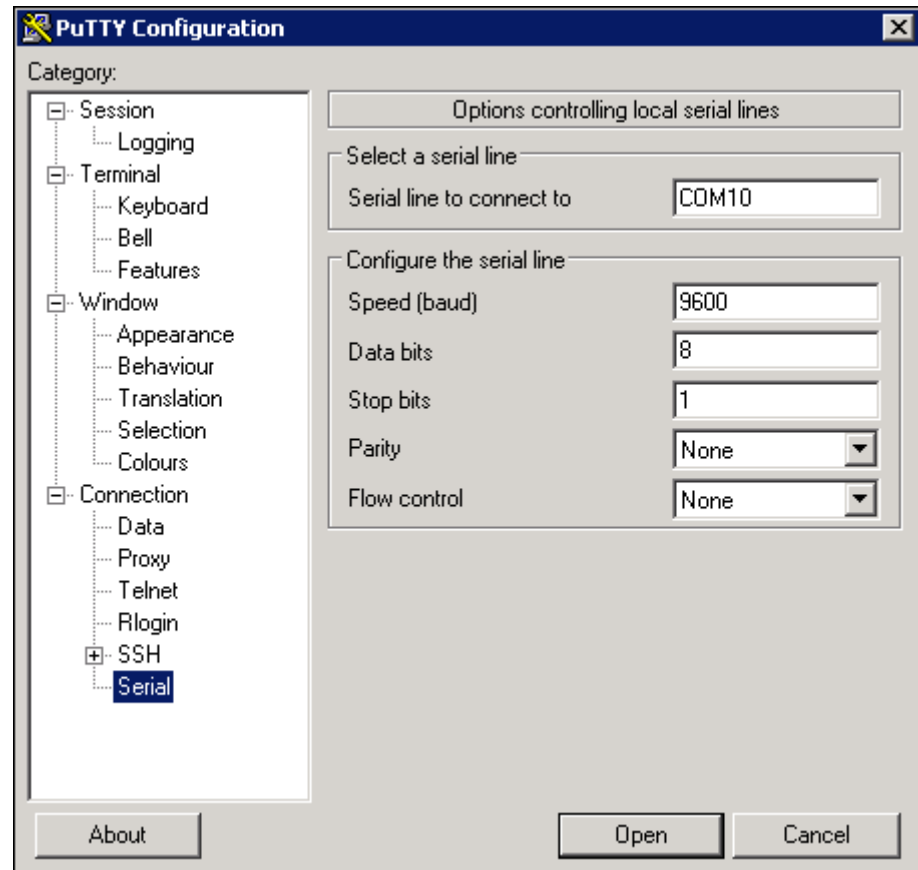 PuTTY Configuration
Category:
Session
Logging
Terminal
Keyboard
Bell
Features
Window
Appearance
Behaviour
Translation
Selection
Colours
Connection
Data
Proxy
Telnet
Rlogin
SSH
Serial
Options controlling local serial lines
Select a serial line
Serial line to connect to COM10
Configure the serial line
Speed (baud) 9600
Data bits 8
Stop bits 1
Parity None
Flow control None
About Open Cancel